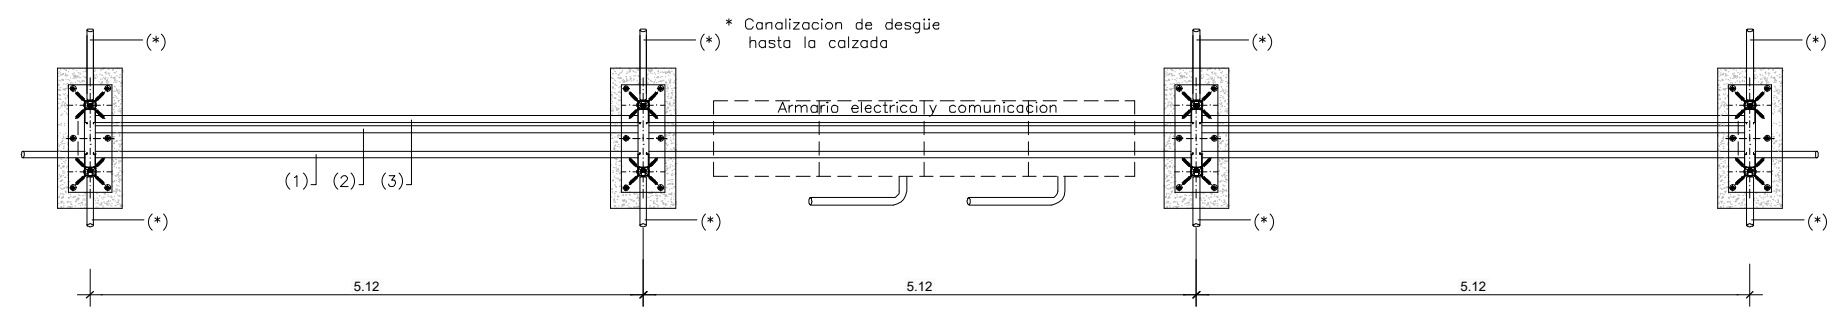 * Canalizacion de desgüe
hasta la calzada
(*) (*) (*) (*)
Armario electrico y comunicacion
(1) (2) (3)
(*) (*) (*) (*)
5.12 5.12 5.12